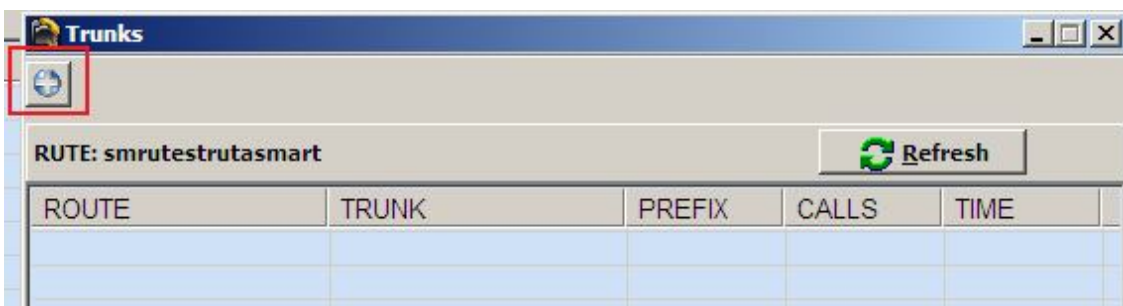 Trunks
RUTE: smrutestrutasmart
Refresh
ROUTE TRUNK PREFIX CALLS TIME